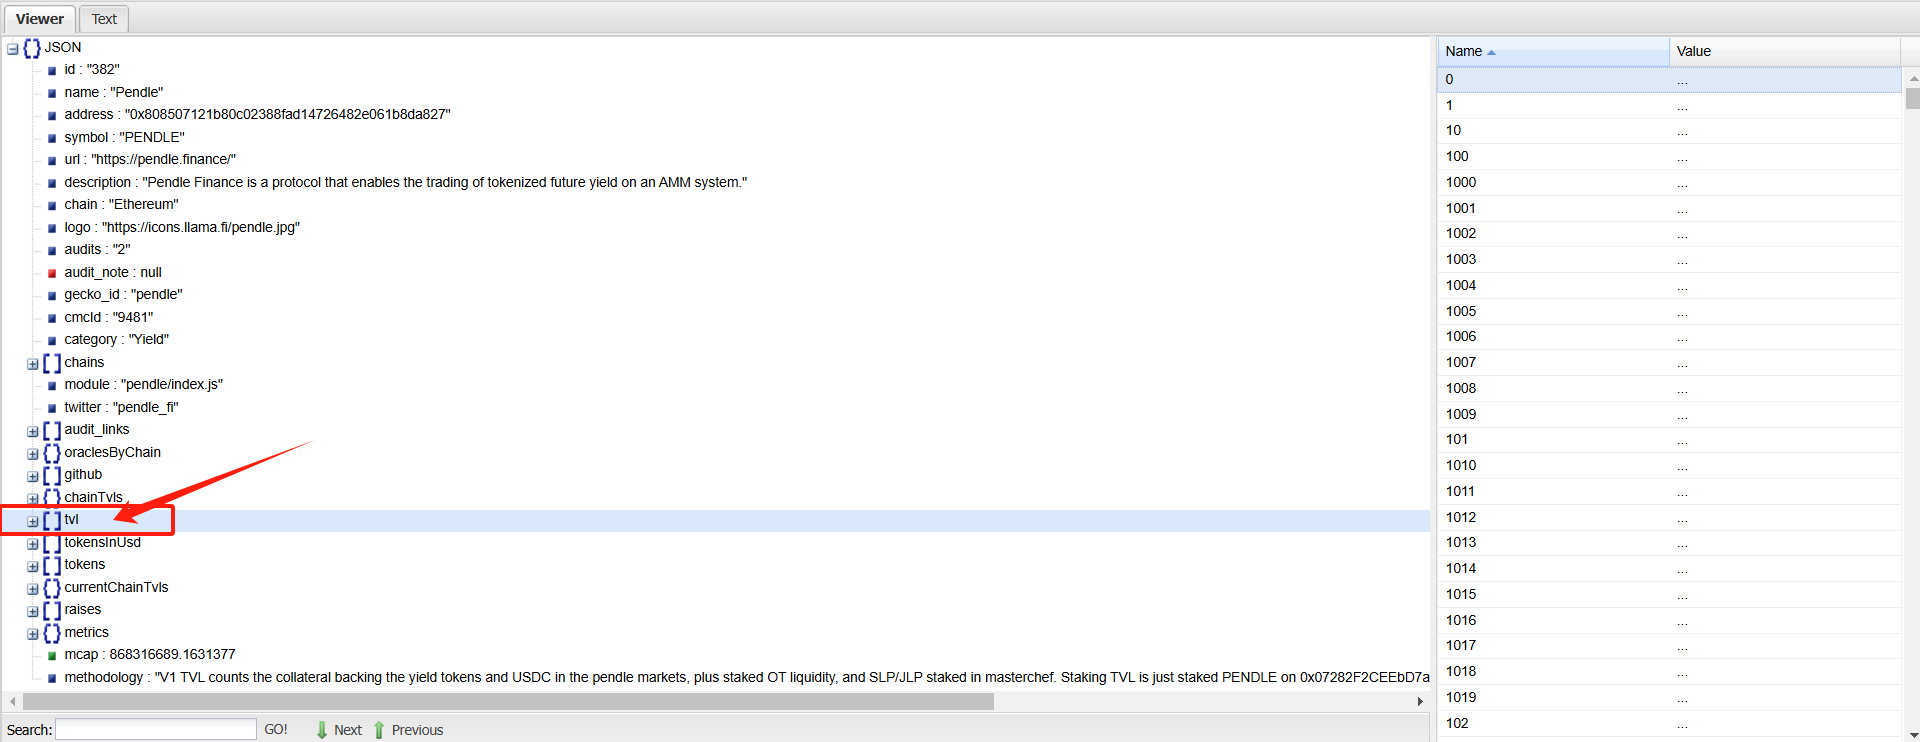 Viewer Text
JSON
id : "382"
name : "Pendle"
address : "0x808507121b80c02388fad14726482e061b8da827"
symbol : "PENDLE"
url : "https://pendle.finance/"
description : "Pendle Finance is a protocol that enables the trading of tokenized future yield on an AMM system."
chain : "Ethereum"
logo : "https://icons.llama.fi/pendle.jpg"
audits : "2"
audit_note : null
gecko_id : "pendle"
cmcId : "9481"
category : "Yield"
chains
module : "pendle/index.js"
twitter : "pendle_fi"
audit_links
oraclesByChain
github
chainTvls
tvl
tokensInUsd
tokens
currentChainTvls
raises
metrics
mcap : 868316689.1631377
methodology : "V1 TVL counts the collateral backing the yield tokens and USDC in the pendle markets, plus staked OT liquidity, and SLP/JLP staked in masterchef. Staking TVL is just staked PENDLE on 0x07282F2CEEbD7a
Search: GO! Next Previous
Name Value
0 ...
1 ...
10 ...
100 ...
1000 ...
1001 ...
1002 ...
1003 ...
1004 ...
1005 ...
1006 ...
1007 ...
1008 ...
1009 ...
101 ...
1010 ...
1011 ...
1012 ...
1013 ...
1014 ...
1015 ...
1016 ...
1017 ...
1018 ...
1019 ...
102 ...